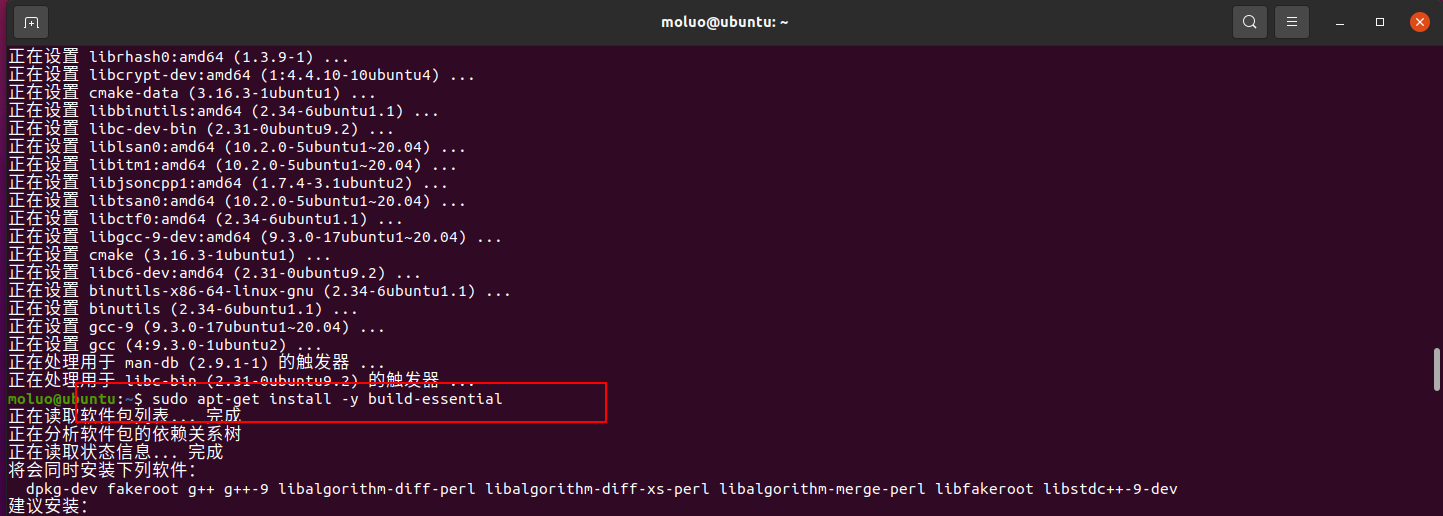 moluo@ubuntu: ~
正在设置 librhash0:amd64 (1.3.9-1) ...
正在设置 libcrypt-dev:amd64 (1:4.4.10-10ubuntu4) ...
正在设置 cmake-data (3.16.3-1ubuntu1) ...
正在设置 libbinutils:amd64 (2.34-6ubuntu1.1) ...
正在设置 libc-dev-bin (2.31-0ubuntu9.2) ...
正在设置 liblsan0:amd64 (10.2.0-5ubuntu1~20.04) ...
正在设置 libitm1:amd64 (10.2.0-5ubuntu1~20.04) ...
正在设置 libjsoncpp1:amd64 (1.7.4-3.1ubuntu2) ...
正在设置 libtsan0:amd64 (10.2.0-5ubuntu1~20.04) ...
正在设置 libctf0:amd64 (2.34-6ubuntu1.1) ...
正在设置 libgcc-9-dev:amd64 (9.3.0-17ubuntu1~20.04) ...
正在设置 cmake (3.16.3-1ubuntu1) ...
正在设置 libc6-dev:amd64 (2.31-0ubuntu9.2) ...
正在设置 binutils-x86-64-linux-gnu (2.34-6ubuntu1.1) ...
正在设置 binutils (2.34-6ubuntu1.1) ...
正在设置 gcc-9 (9.3.0-17ubuntu1~20.04) ...
正在设置 gcc (4:9.3.0-1ubuntu2) ...
正在处理用于 man-db (2.9.1-1) 的触发器 ...
正在处理用于 libc-bin (2.31-0ubuntu9.2) 的触发器 ...
moluo@ubuntu:~$ sudo apt-get install -y build-essential
正在读取软件包列表... 完成
正在分析软件包的依赖关系树
正在读取状态信息... 完成
将会同时安装下列软件：
dpkg-dev fakeroot g++ g++-9 libalgorithm-diff-perl libalgorithm-diff-xs-perl libalgorithm-merge-perl libfakeroot libstdc++-9-dev
建议安装：